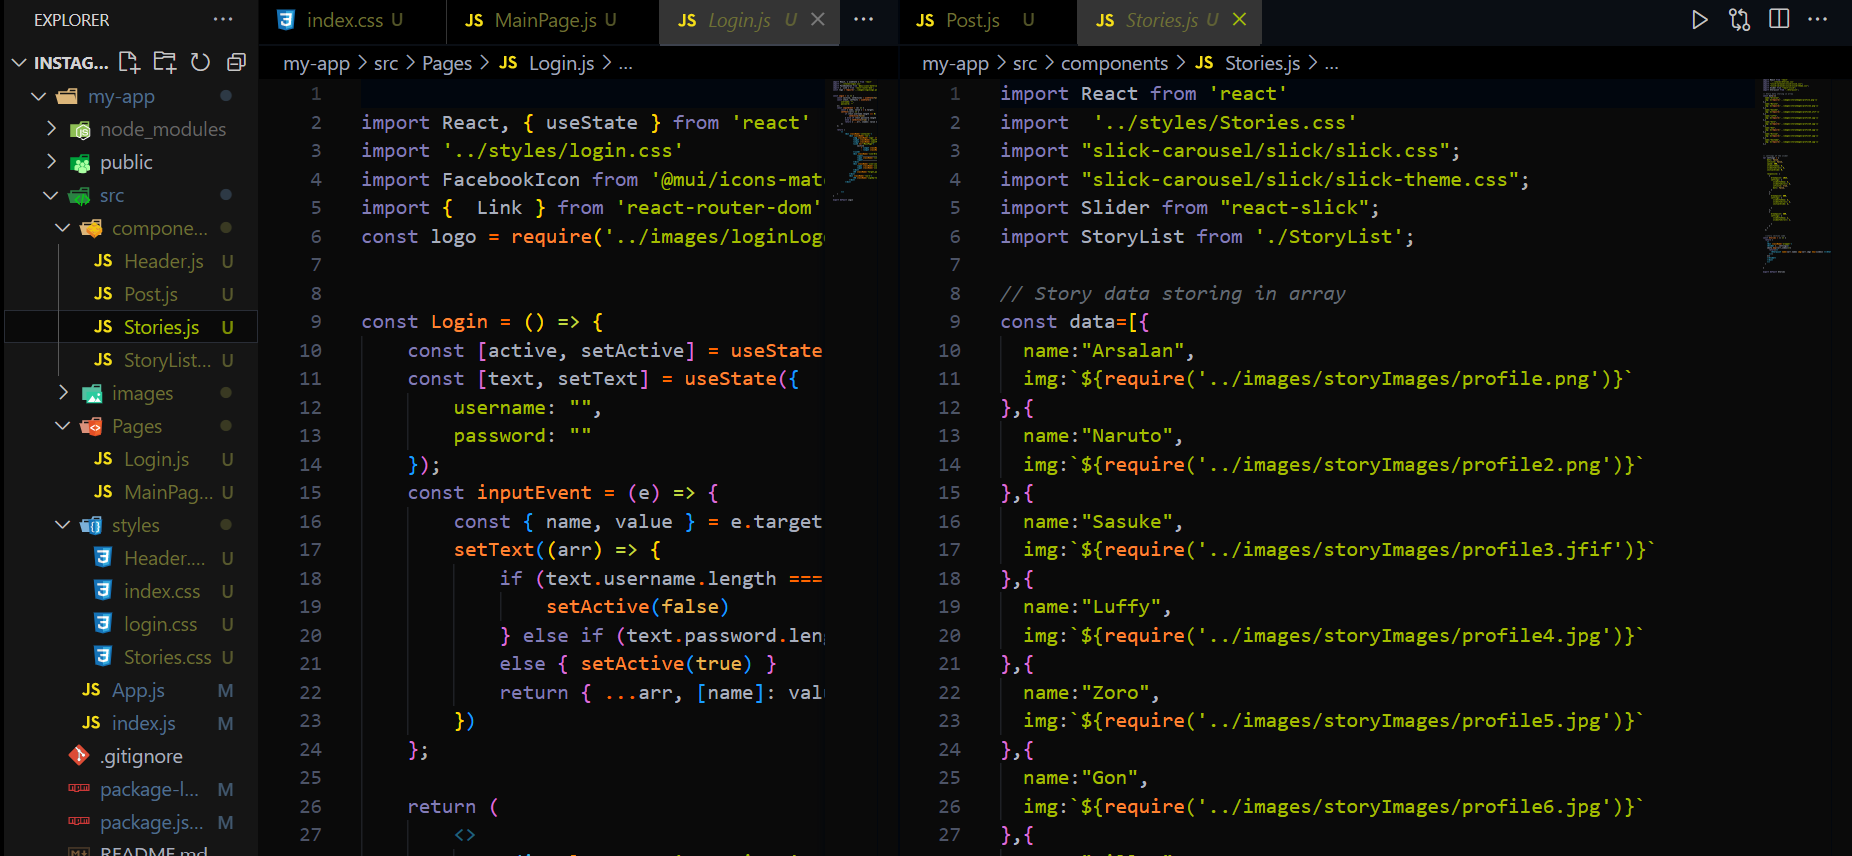 EXPLORER
INSTAG...
my-app
node_modules
public
src
compone...
Header.js U
Post.js U
Stories.js U
StoryList... U
images
Pages
Login.js U
MainPag... U
styles
Header.... U
index.css U
login.css U
Stories.css U
App.js M
index.js M
.gitignore
package-l... M
package.js... M
README.md
index.css U
MainPage.js U
Login.js U
my-app > src > Pages > JS Login.js > ...
1
2 import React, { useState } from 'react'
3 import '../styles/login.css'
4 import FacebookIcon from '@mui/icons-mat
5 import {  Link } from 'react-router-dom'
6 const logo = require('../images/loginLog
7
8
9 const Login = () => {
10 const [active, setActive] = useState
11 const [text, setText] = useState({
12 username: "",
13 password: ""
14 });
15 const inputEvent = (e) => {
16 const { name, value } = e.target
17 setText((arr) => {
18 if (text.username.length ===
19 setActive(false)
20 } else if (text.password.len
21 else { setActive(true) }
22 return { ...arr, [name]: val
23 })
24 };
25
26 return (
27 <>
Post.js U
Stories.js U
my-app > src > components > JS Stories.js > ...
1 import React from 'react'
2 import  '../styles/Stories.css'
3 import "slick-carousel/slick/slick.css";
4 import "slick-carousel/slick/slick-theme.css";
5 import Slider from "react-slick";
6 import StoryList from './StoryList';
7
8 // Story data storing in array
9 const data=[{
10 name:"Arsalan",
11 img:`${require('../images/storyImages/profile.png')}`
12 },{
13 name:"Naruto",
14 img:`${require('../images/storyImages/profile2.png')}`
15 },{
16 name:"Sasuke",
17 img:`${require('../images/storyImages/profile3.jfif')}`
18 },{
19 name:"Luffy",
20 img:`${require('../images/storyImages/profile4.jpg')}`
21 },{
22 name:"Zoro",
23 img:`${require('../images/storyImages/profile5.jpg')}`
24 },{
25 name:"Gon",
26 img:`${require('../images/storyImages/profile6.jpg')}`
27 },{